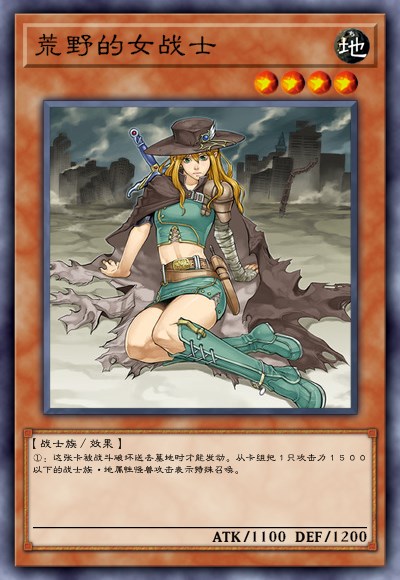 荒野的女战士
地
【战士族／效果】
①：这张卡被战斗破坏送去墓地时才能发动。从卡组把１只攻击力１５００
以下的战士族·地属性怪兽攻击表示特殊召唤。
ATK/1100 DEF/1200